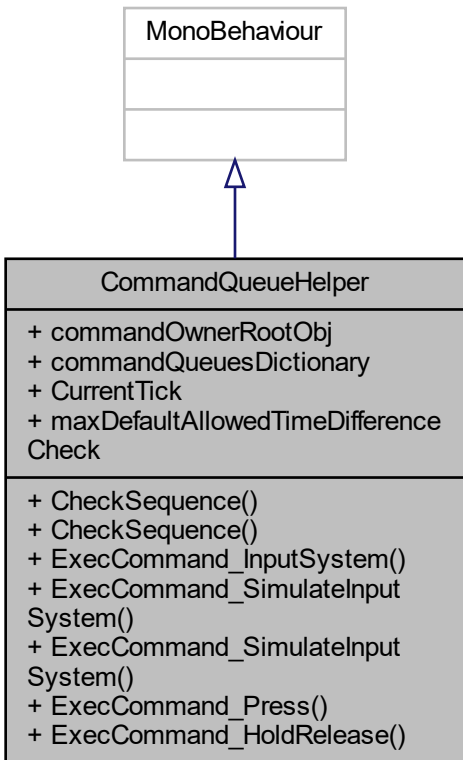 MonoBehaviour
CommandQueueHelper
+ commandOwnerRootObj
+ commandQueuesDictionary
+ CurrentTick
+ maxDefaultAllowedTimeDifference
Check
+ CheckSequence()
+ CheckSequence()
+ ExecCommand_InputSystem()
+ ExecCommand_SimulateInput
System()
+ ExecCommand_SimulateInput
System()
+ ExecCommand_Press()
+ ExecCommand_HoldRelease()